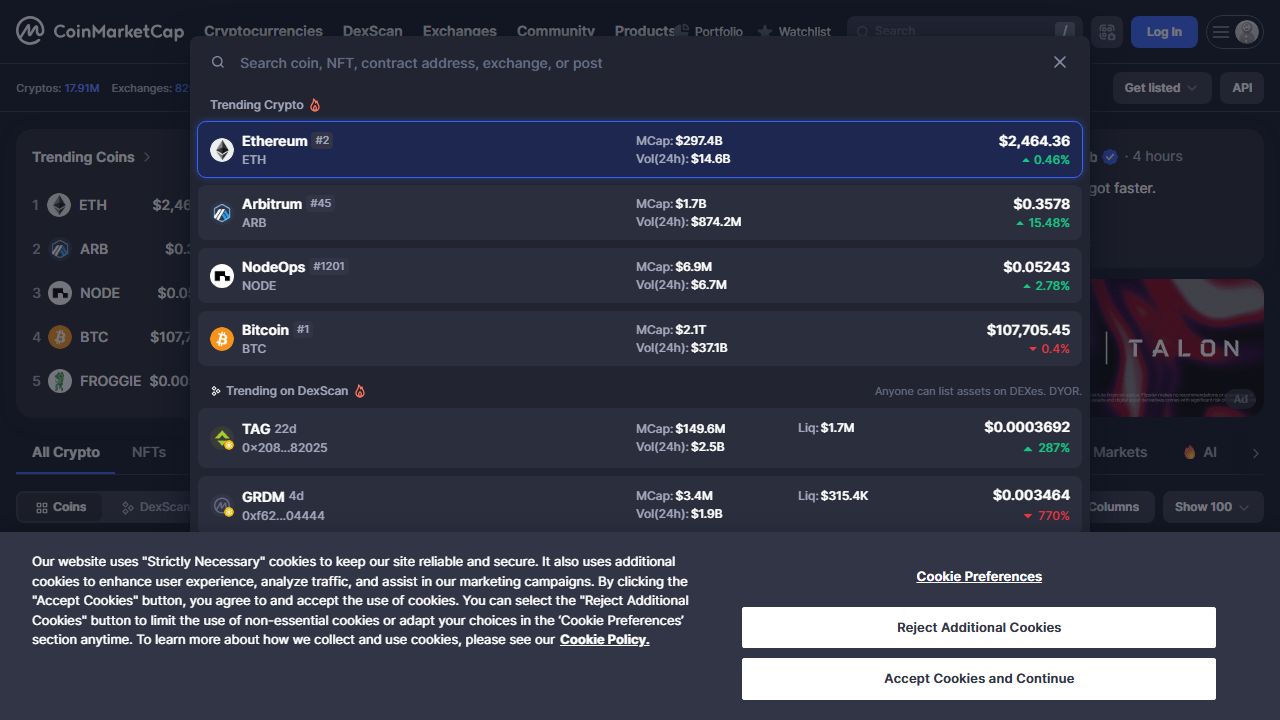 CoinMarketCap
Cryptocurrencies DexScan Exchanges Community Products Portfolio Watchlist Search / Log In
Cryptos: 17.91M Exchanges: 82
Get listed API
Search coin, NFT, contract address, exchange, or post
Trending Crypto
Ethereum #2 MCap: $297.4B $2,464.36
ETH Vol(24h): $14.6B 0.46%
Arbitrum #45 MCap: $1.7B $0.3578
ARB Vol(24h): $874.2M 15.48%
NodeOps #1201 MCap: $6.9M $0.05243
NODE Vol(24h): $6.7M 2.78%
Bitcoin #1 MCap: $2.1T $107,705.45
BTC Vol(24h): $37.1B 0.4%
Trending on DexScan Anyone can list assets on DEXes. DYOR.
TAG 22d MCap: $149.6M Liq: $1.7M $0.0003692
0x208...82025 Vol(24h): $2.5B 287%
GRDM 4d MCap: $3.4M Liq: $315.4K $0.003464
0xf62...04444 Vol(24h): $1.9B 770%
Trending Coins
1 ETH $2,46
2 ARB $0.3
3 NODE $0.05
4 BTC $107,7
5 FROGGIE $0.00
b · 4 hours
got faster.
TALON
Ad
All Crypto NFTs
Markets AI
Coins DexScan
Columns Show 100
Our website uses "Strictly Necessary" cookies to keep our site reliable and secure. It also uses additional
cookies to enhance user experience, analyze traffic, and assist in our marketing campaigns. By clicking the
"Accept Cookies" button, you agree to and accept the use of cookies. You can select the "Reject Additional
Cookies" button to limit the use of non-essential cookies or adapt your choices in the ‘Cookie Preferences’
section anytime. To learn more about how we collect and use cookies, please see our Cookie Policy.
Cookie Preferences
Reject Additional Cookies
Accept Cookies and Continue